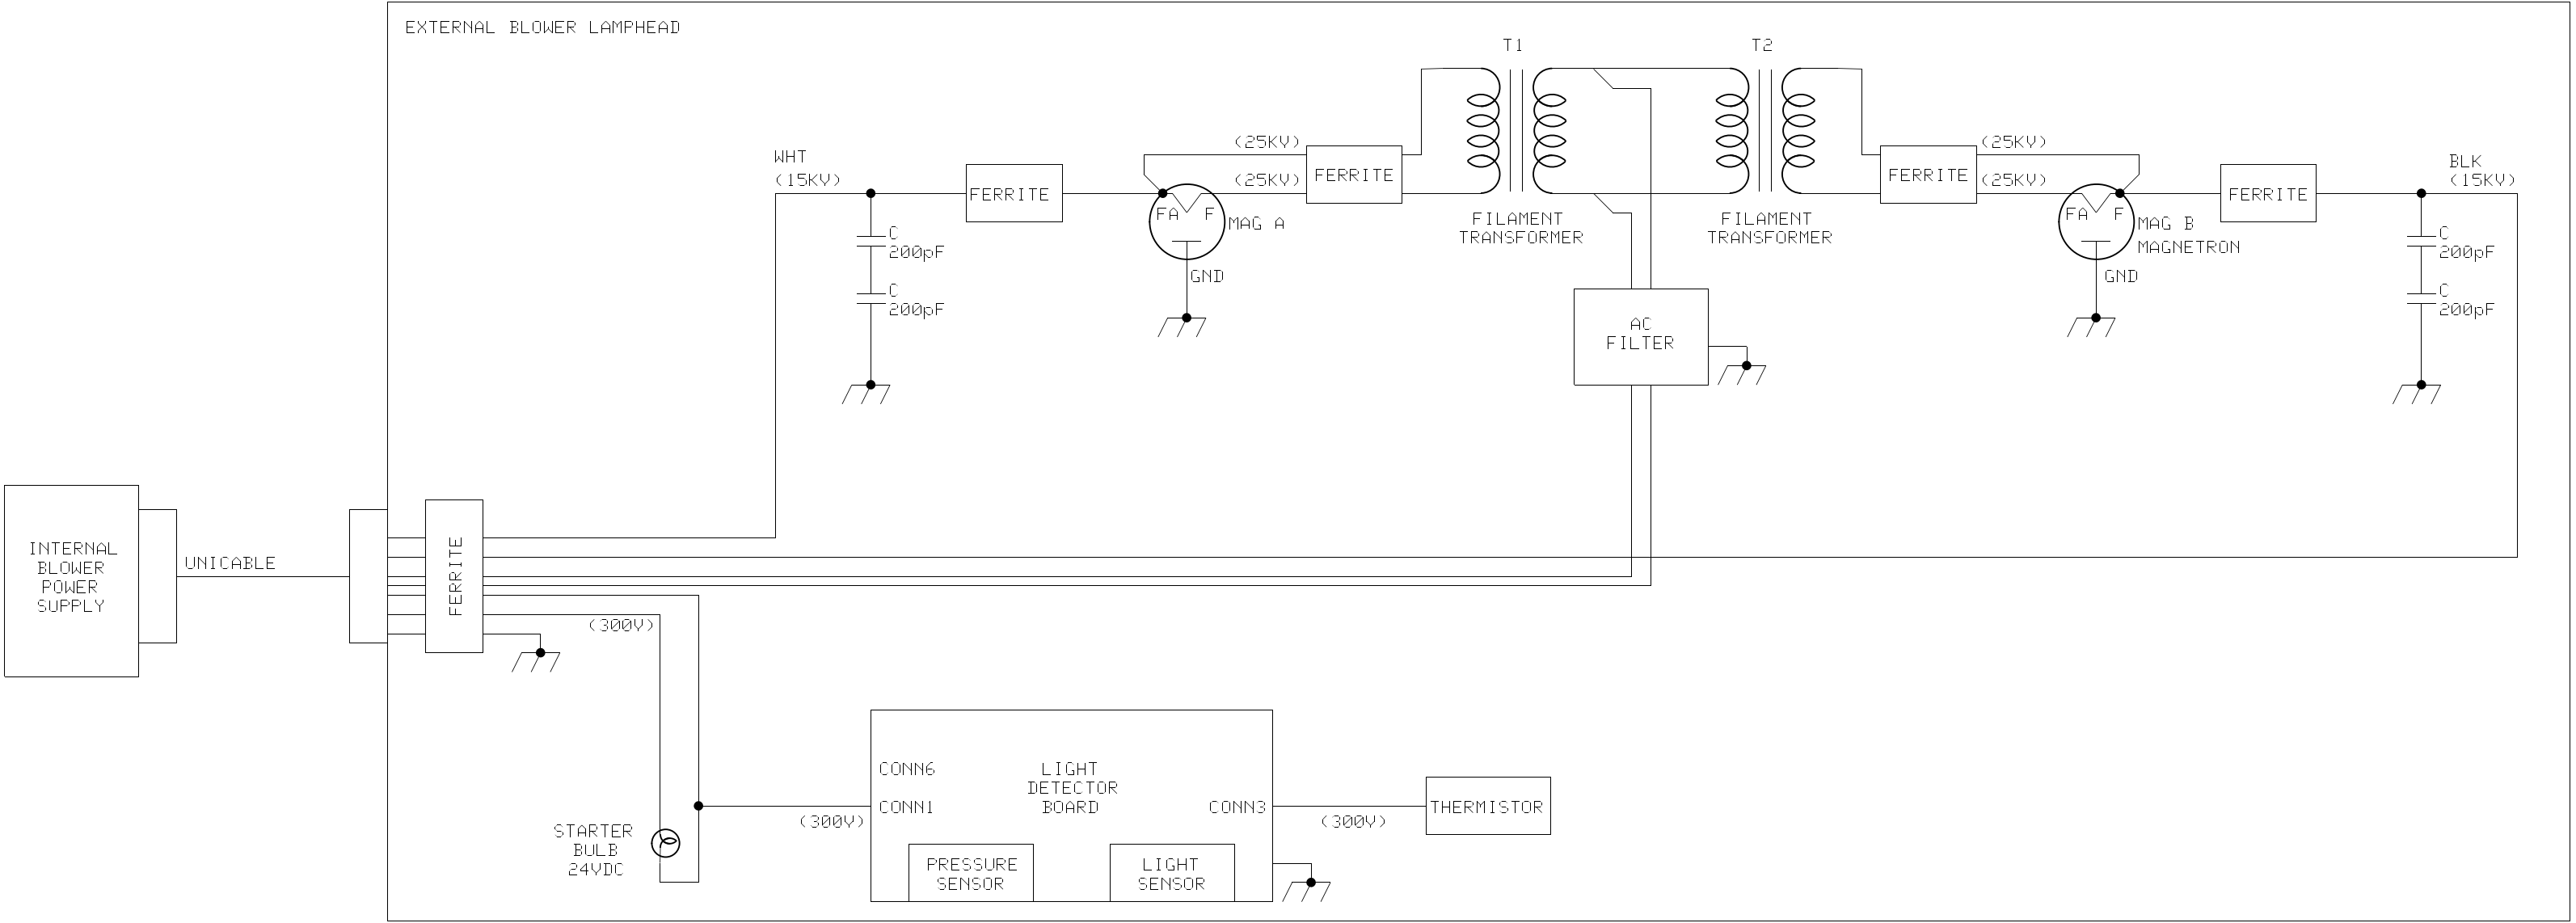 EXTERNAL BLOWER LAMPHEAD
T1
T2
WHT
(15KV)
FERRITE
(25KV)
(25KV)
FERRITE
FA F
MAG A
GND
C
200pF
C
200pF
FILAMENT
TRANSFORMER
FILAMENT
TRANSFORMER
FERRITE
(25KV)
(25KV)
FA F
MAG B
MAGNETRON
GND
FERRITE
BLK
(15KV)
C
200pF
C
200pF
AC
FILTER
INTERNAL
BLOWER
POWER
SUPPLY
UNICABLE
FERRITE
(300V)
STARTER
BULB
24VDC
(300V)
CONN6
CONN1
LIGHT
DETECTOR
BOARD
CONN3
(300V)
THERMISTOR
PRESSURE
SENSOR
LIGHT
SENSOR